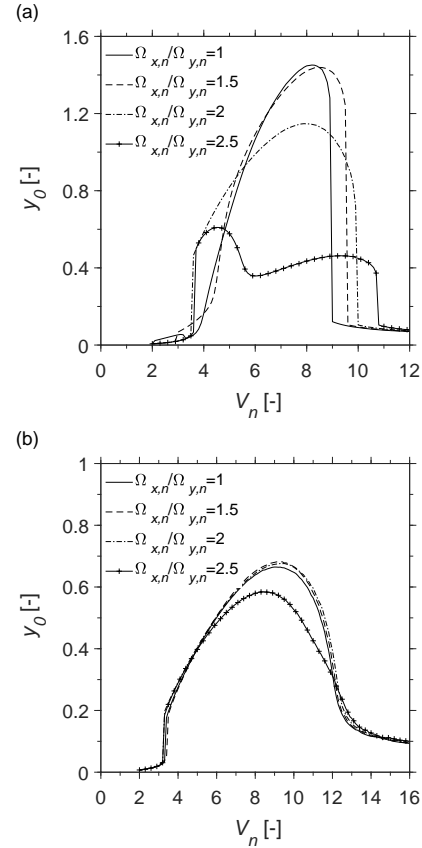 (a)
1.6
1.2
0.8
0.4
0
y0 [-]
Ω x,n/Ω y,n=1
Ω x,n/Ω y,n=1.5
Ω x,n/Ω y,n=2
Ω x,n/Ω y,n=2.5
0 2 4 6 8 10 12
Vn [-]
(b)
1
0.8
0.6
0.4
0.2
0
y0 [-]
Ω x,n/Ω y,n=1
Ω x,n/Ω y,n=1.5
Ω x,n/Ω y,n=2
Ω x,n/Ω y,n=2.5
0 2 4 6 8 10 12 14 16
Vn [-]